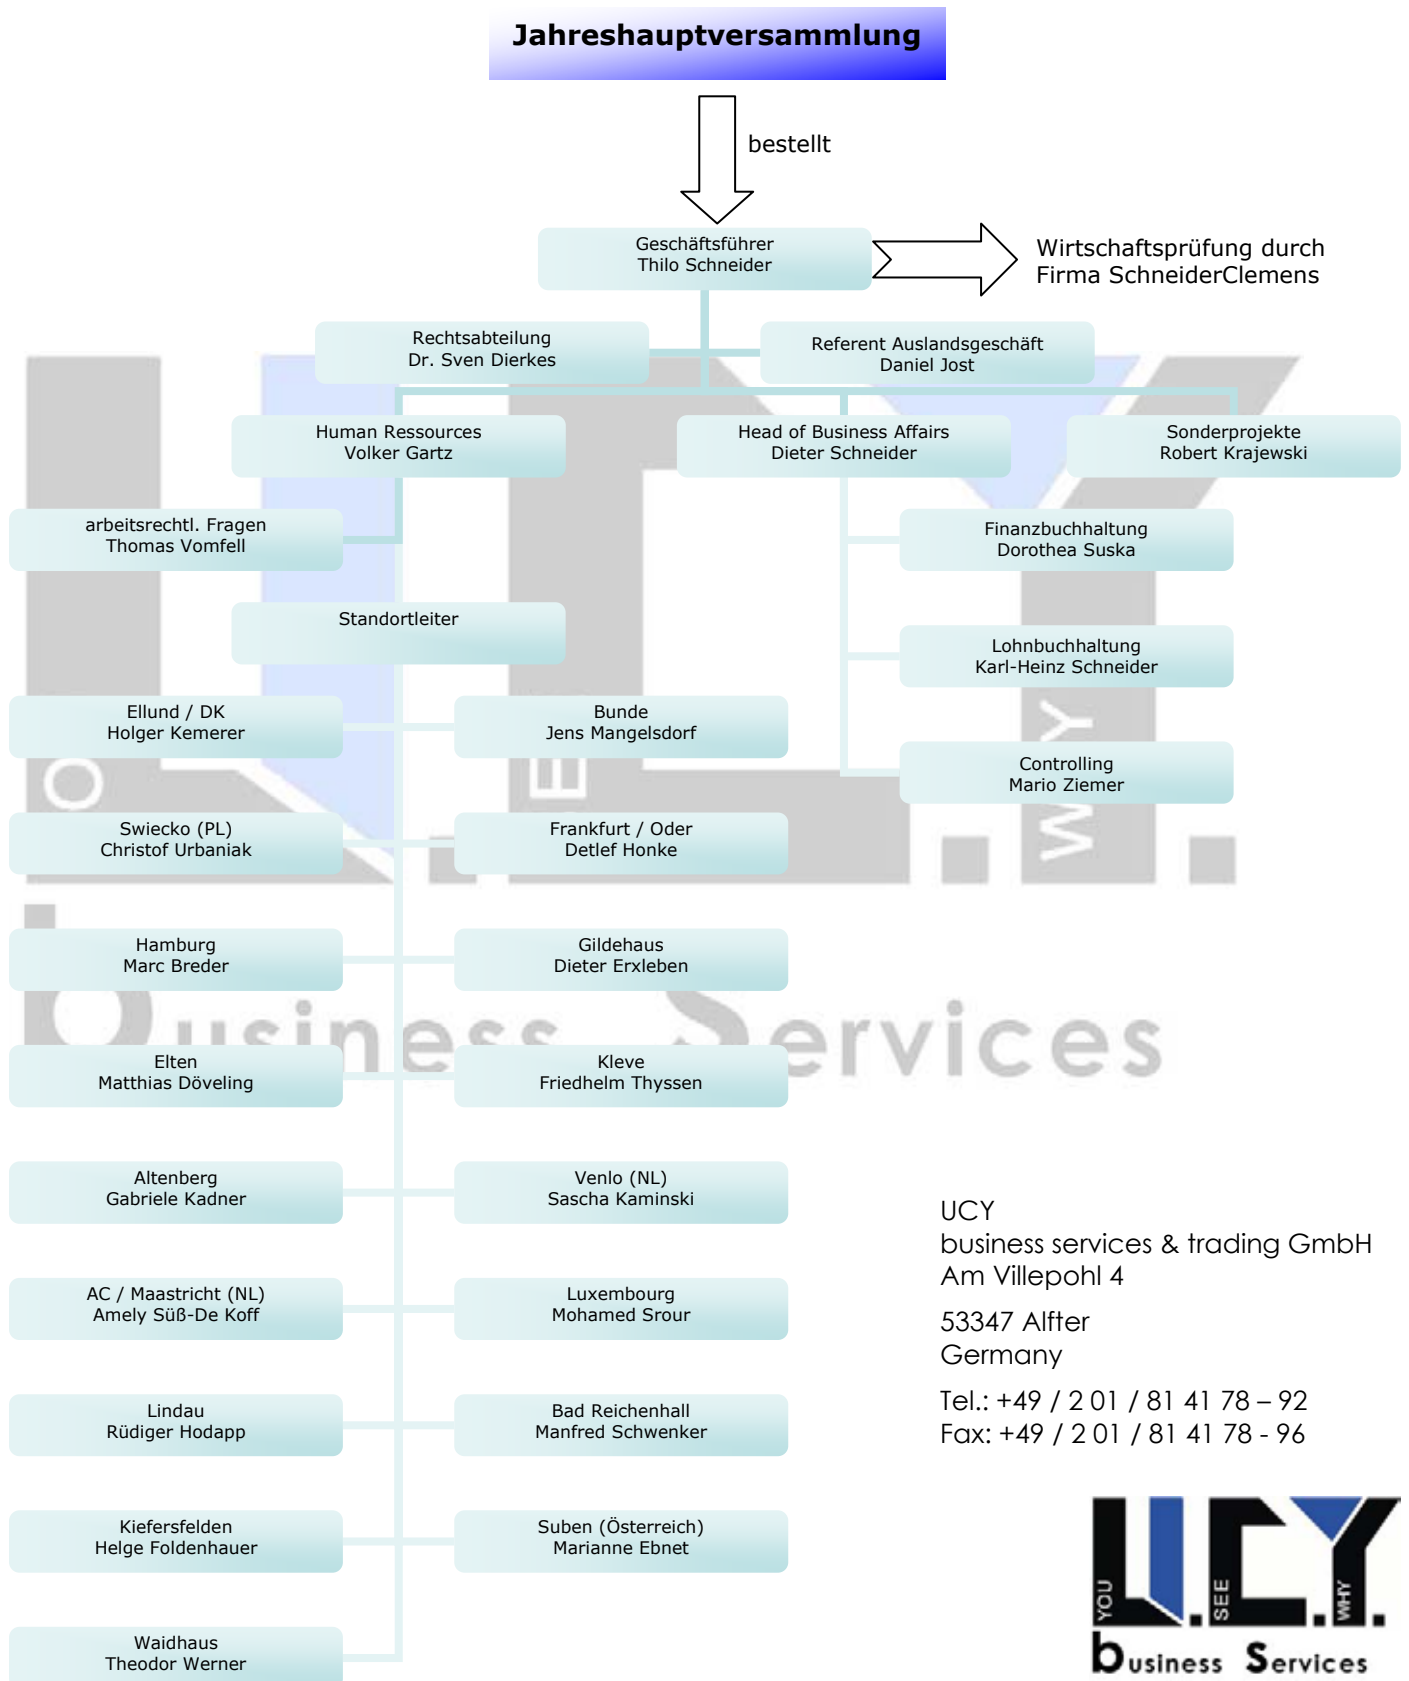 Jahreshauptversammlung
bestellt
Geschäftsführer
Thilo Schneider
Wirtschaftsprüfung durch
Firma SchneiderClemens
Rechtsabteilung
Dr. Sven Dierkes
Referent Auslandsgeschäft
Daniel Jost
Human Ressources
Volker Gartz
Head of Business Affairs
Dieter Schneider
Sonderprojekte
Robert Krajewski
arbeitsrechtl. Fragen
Thomas Vomfell
Finanzbuchhaltung
Dorothea Suska
Standortleiter
Lohnbuchhaltung
Karl-Heinz Schneider
Ellund / DK
Holger Kemerer
Bunde
Jens Mangelsdorf
Controlling
Mario Ziemer
Swiecko (PL)
Christof Urbaniak
Frankfurt / Oder
Detlef Honke
Hamburg
Marc Breder
Gildehaus
Dieter Erxleben
Elten
Matthias Döveling
Kleve
Friedhelm Thyssen
Altenberg
Gabriele Kadner
Venlo (NL)
Sascha Kaminski
AC / Maastricht (NL)
Amely Süß-De Koff
Luxembourg
Mohamed Srour
Lindau
Rüdiger Hodapp
Bad Reichenhall
Manfred Schwenker
Kiefersfelden
Helge Foldenhauer
Suben (Österreich)
Marianne Ebnet
Waidhaus
Theodor Werner
UCY
business services & trading GmbH
Am Villepohl 4
53347 Alfter
Germany
Tel.: +49 / 2 01 / 81 41 78 – 92
Fax: +49 / 2 01 / 81 41 78 - 96
U.C.Y.
YOU SEE WHY
business Services
U.C.Y.
WHY
business Services